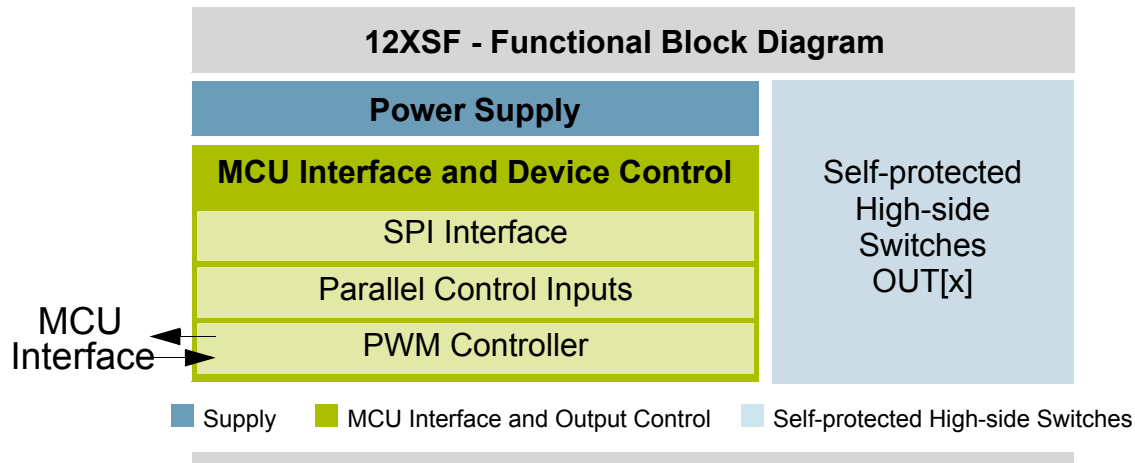 12XSF - Functional Block Diagram
Power Supply
MCU Interface and Device Control
SPI Interface
Parallel Control Inputs
PWM Controller
Self-protected
High-side
Switches
OUT[x]
MCU
Interface
Supply
MCU Interface and Output Control
Self-protected High-side Switches